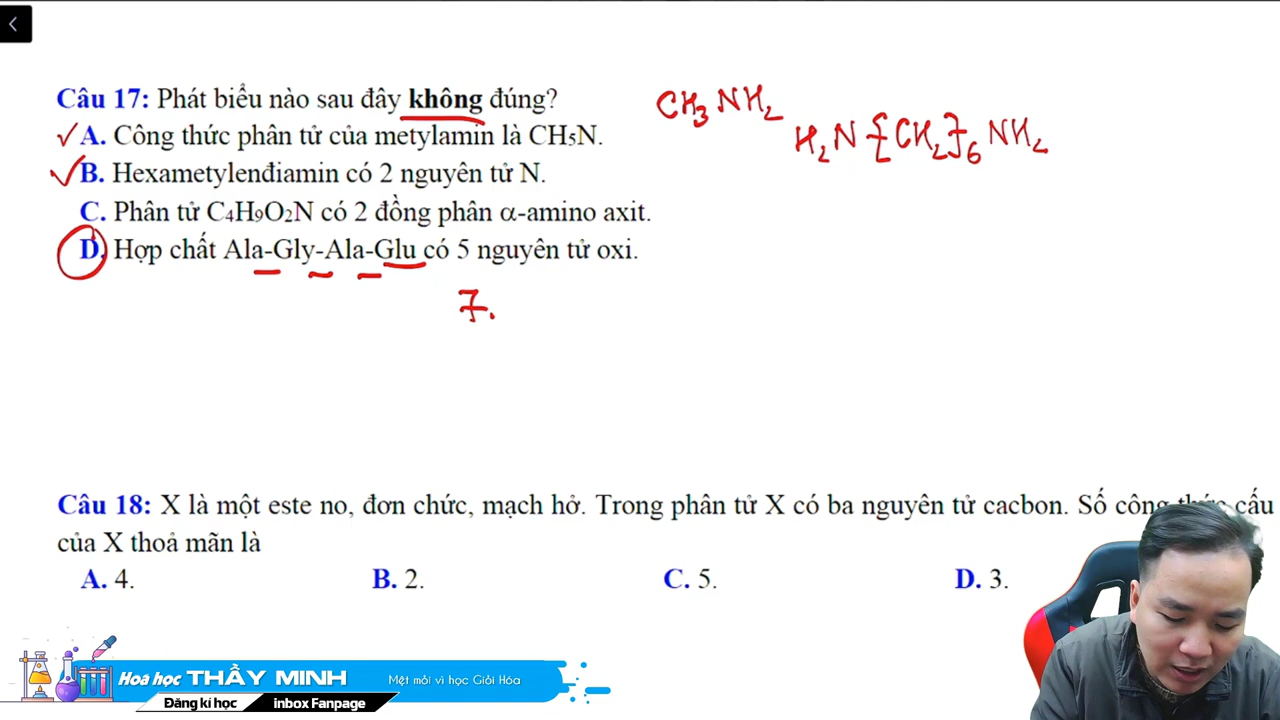 Câu 17: Phát biểu nào sau đây không đúng?
A. Công thức phân tử của metylamin là CH₅N.
B. Hexametylenđiamin có 2 nguyên tử N.
C. Phân tử C₄H₉O₂N có 2 đồng phân α-amino axit.
D. Hợp chất Ala-Gly-Ala-Glu có 5 nguyên tử oxi.
CH₃NH₂
H₂N[CH₂]₆NH₂
7.
Câu 18: X là một este no, đơn chức, mạch hở. Trong phân tử X có ba nguyên tử cacbon. Số công cấu
của X thoả mãn là
A. 4. B. 2. C. 5. D. 3.
Hoá học THẦY MINH Mệt mỏi vì học Giỏi Hóa
Đăng kí học inbox Fanpage